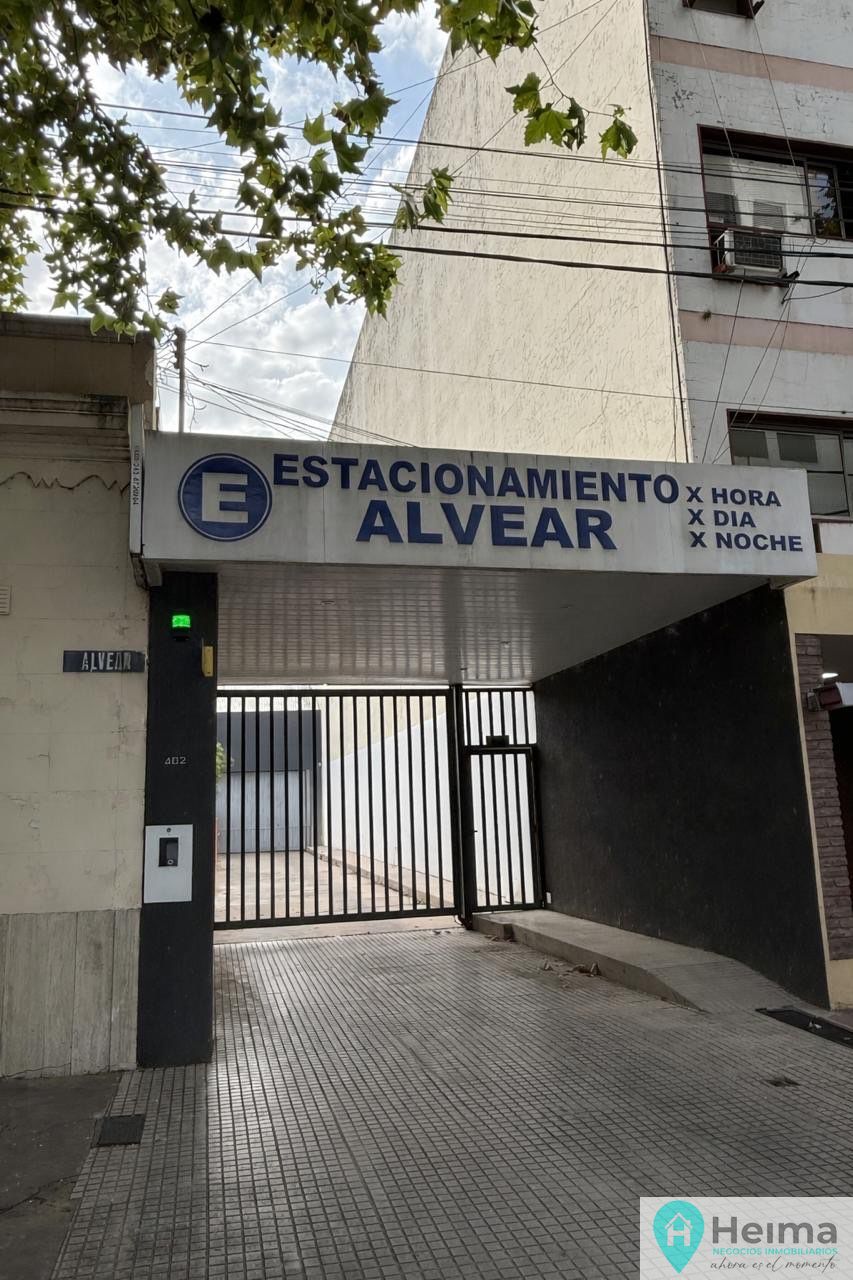 E
ESTACIONAMIENTO
ALVEAR
X HORA
X DIA
X NOCHE
ALVEAR
402
Heima
NEGOCIOS INMOBILIARIOS
ahora es el momento